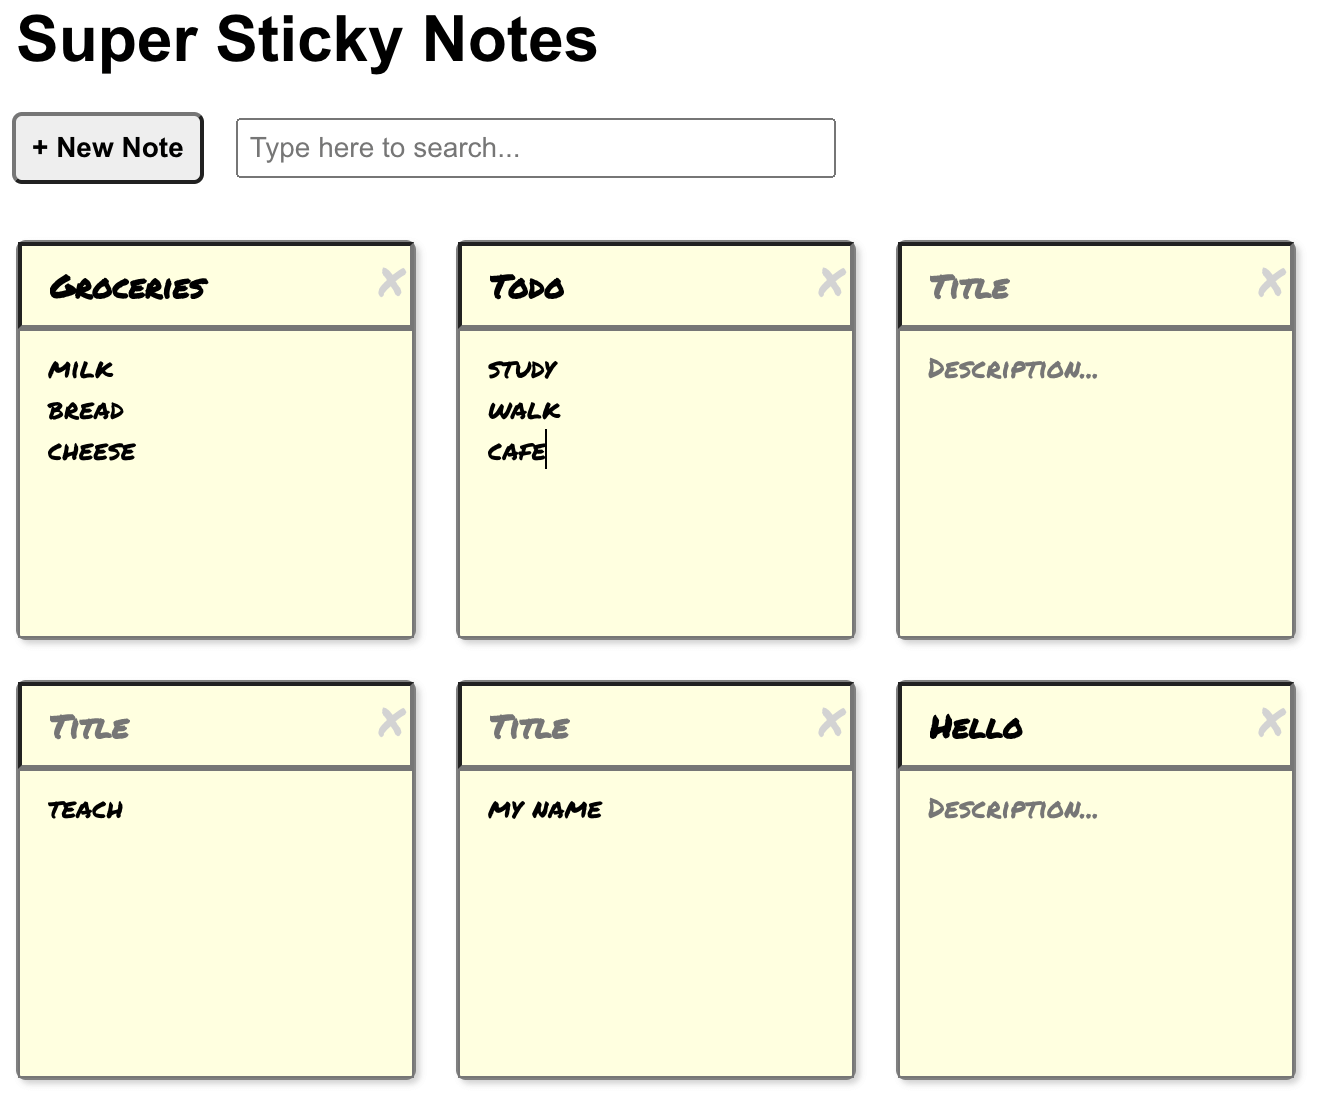 Super Sticky Notes
+ New Note
Type here to search...
Groceries
milk
bread
cheese
Todo
study
walk
cafe
Title
Description...
Title
teach
Title
my name
Hello
Description...